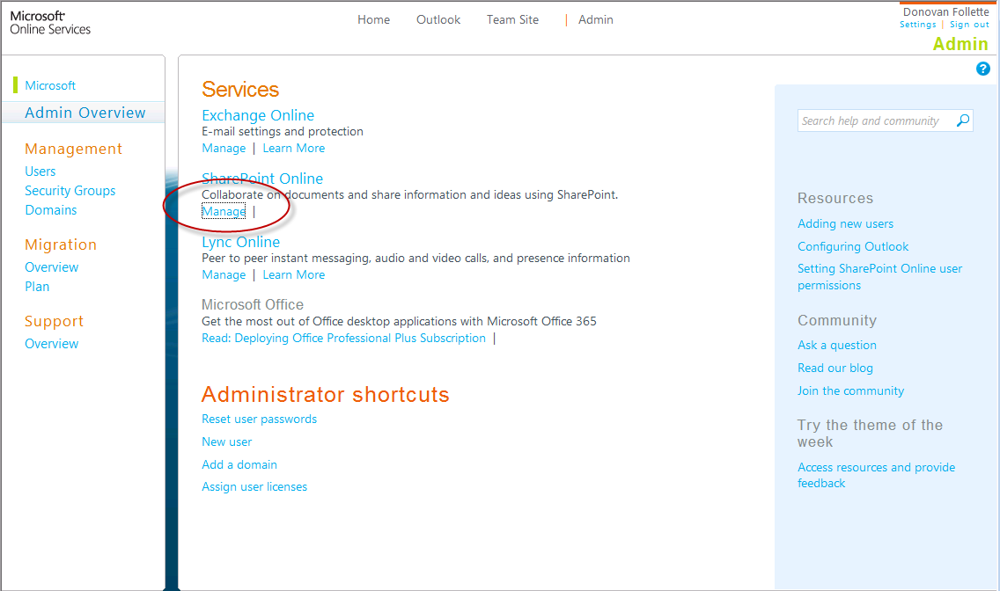 Microsoft®
Online Services
Home Outlook Team Site | Admin
Donovan Follette
Settings | Sign out
Admin
?
Microsoft
Admin Overview
Management
Users
Security Groups
Domains
Migration
Overview
Plan
Support
Overview
Services
Exchange Online
E-mail settings and protection
Manage | Learn More
SharePoint Online
Collaborate on documents and share information and ideas using SharePoint.
Manage |
Lync Online
Peer to peer instant messaging, audio and video calls, and presence information
Manage | Learn More
Microsoft Office
Get the most out of Office desktop applications with Microsoft Office 365
Read: Deploying Office Professional Plus Subscription |
Administrator shortcuts
Reset user passwords
New user
Add a domain
Assign user licenses
Search help and community
Resources
Adding new users
Configuring Outlook
Setting SharePoint Online user
permissions
Community
Ask a question
Read our blog
Join the community
Try the theme of the
week
Access resources and provide
feedback